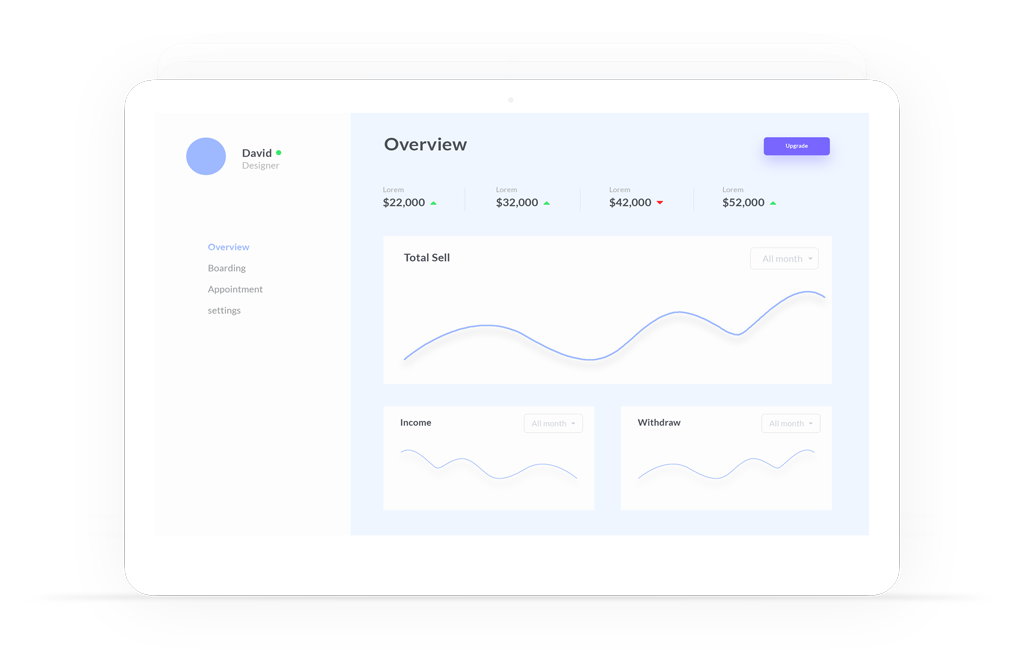 David
Designer
Overview
Boarding
Appointment
settings
Overview
Upgrade
Lorem
$22,000
Lorem
$32,000
Lorem
$42,000
Lorem
$52,000
Total Sell
All month
Income
All month
Withdraw
All month